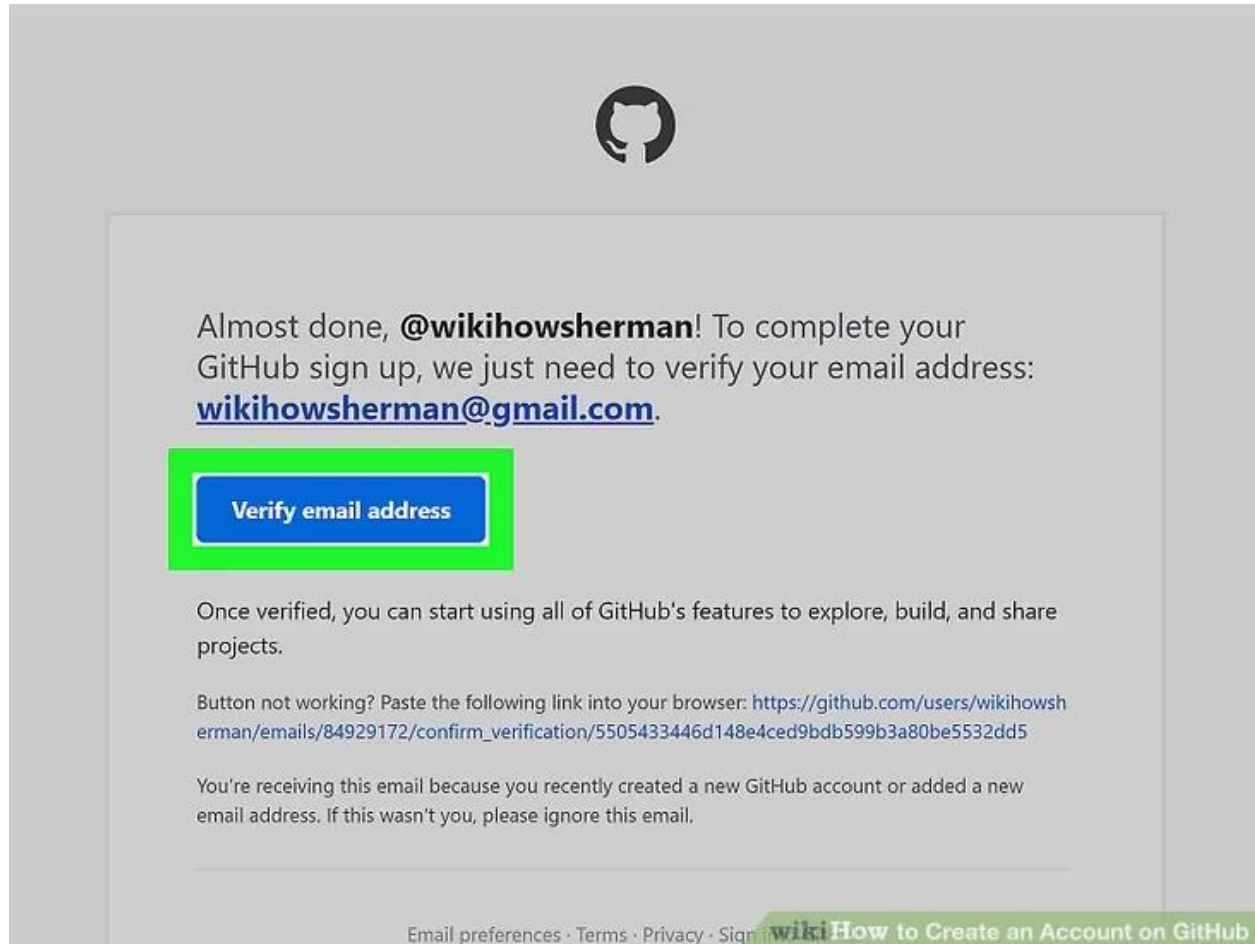 Almost done, @wikihowsherman! To complete your
GitHub sign up, we just need to verify your email address:
wikihowsherman@gmail.com.
Verify email address
Once verified, you can start using all of GitHub's features to explore, build, and share
projects.
Button not working? Paste the following link into your browser: https://github.com/users/wikihowsh
erman/emails/84929172/confirm_verification/5505433446d148e4ced9bdb599b3a80be5532dd5
You're receiving this email because you recently created a new GitHub account or added a new
email address. If this wasn't you, please ignore this email.
Email preferences · Terms · Privacy · Sign
wikiHow to Create an Account on GitHub